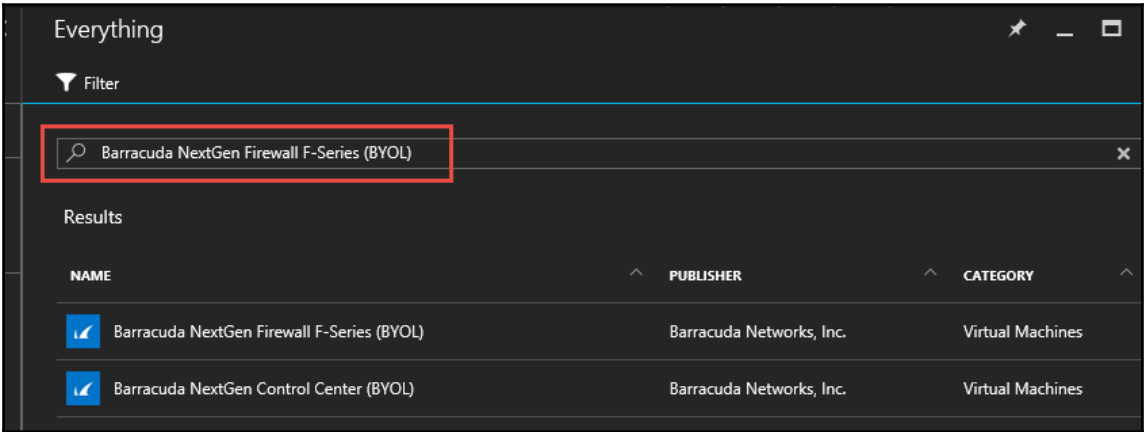 Everything
Filter
Barracuda NextGen Firewall F-Series (BYOL)
Results
NAME PUBLISHER CATEGORY
Barracuda NextGen Firewall F-Series (BYOL) Barracuda Networks, Inc. Virtual Machines
Barracuda NextGen Control Center (BYOL) Barracuda Networks, Inc. Virtual Machines